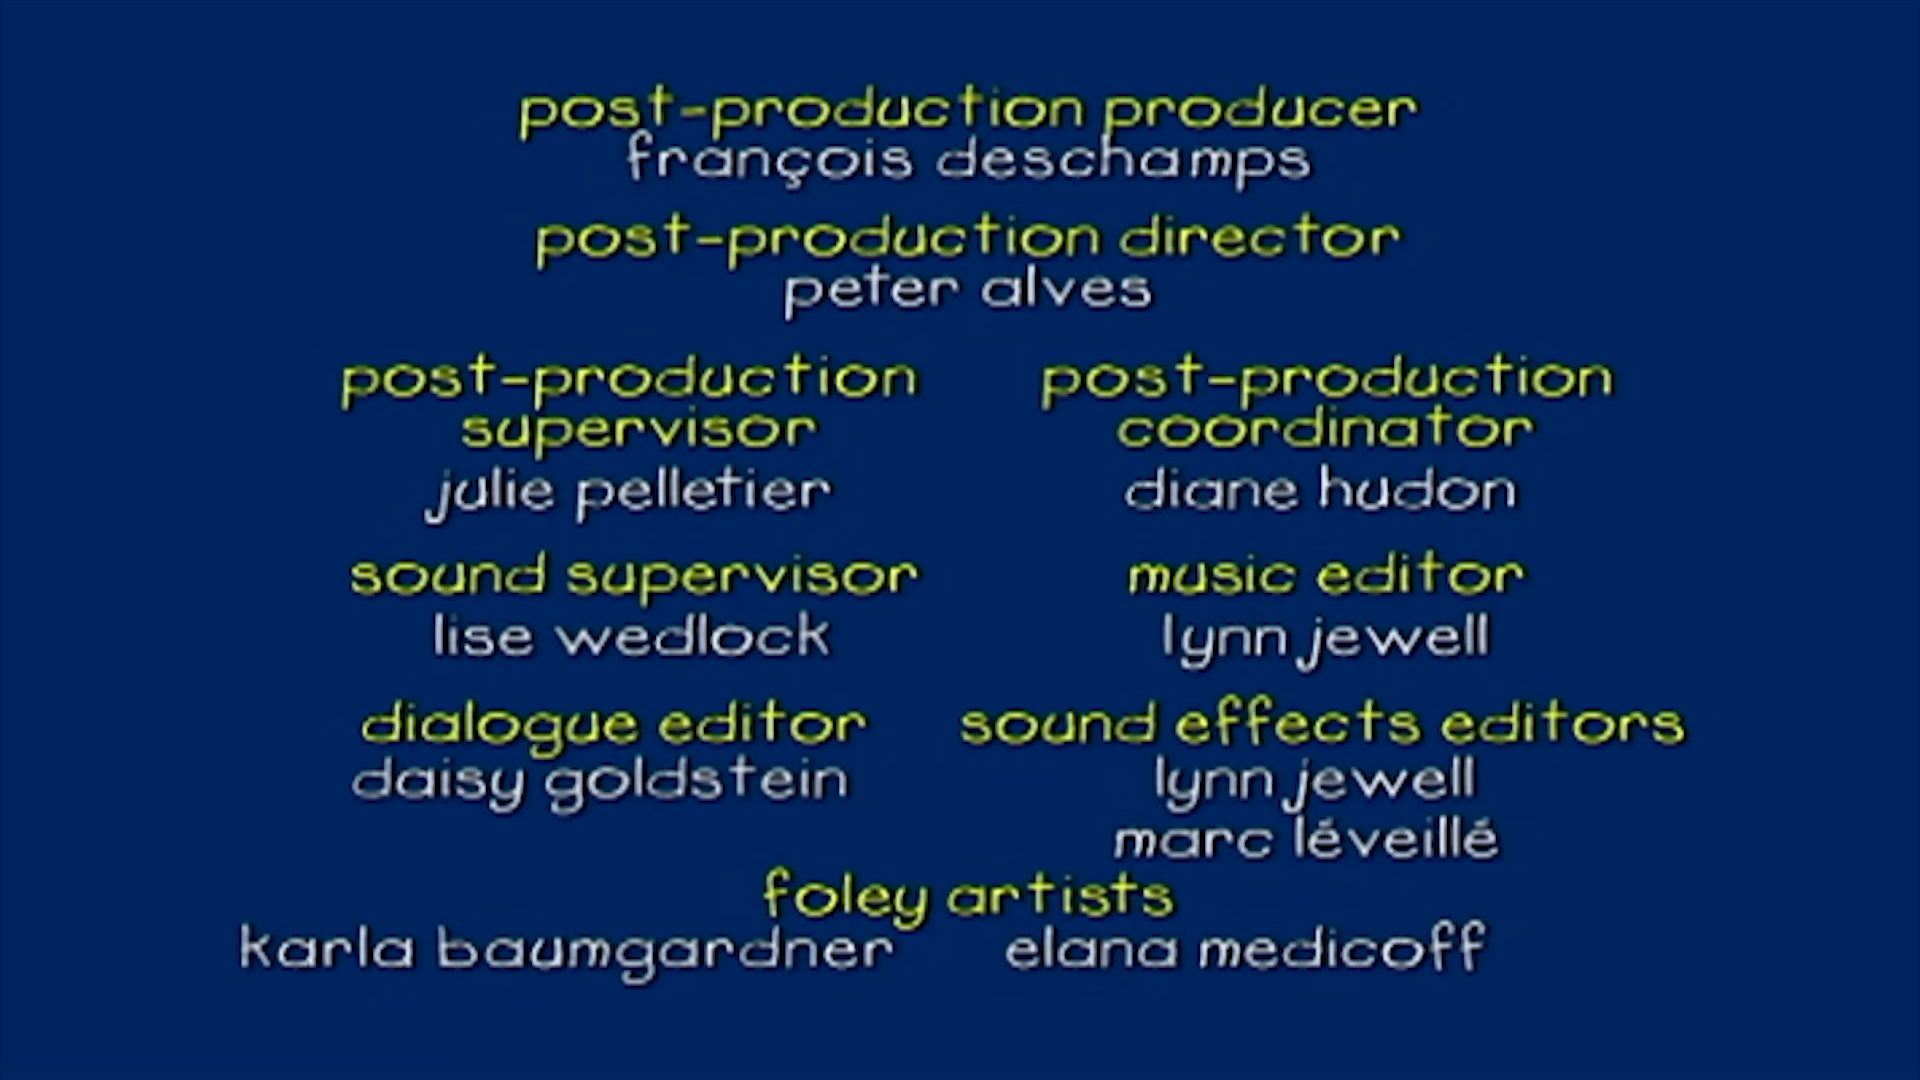 post-production producer
françois deschamps
post-production director
peter alves
post-production
supervisor
julie pelletier
post-production
coordinator
diane hudon
sound supervisor
lise wedlock
music editor
lynn jewell
dialogue editor
daisy goldstein
sound effects editors
lynn jewell
marc léveillé
foley artists
karla baumgardner
elana medicoff